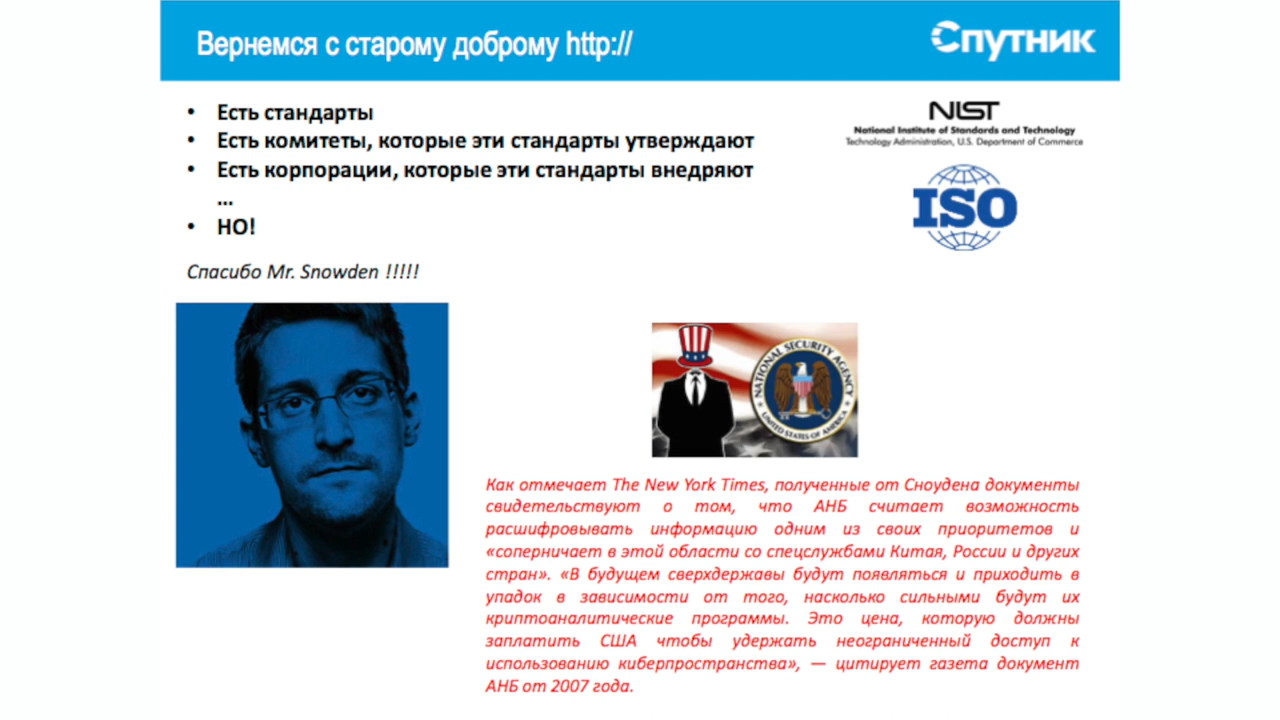 Вернемся с старому доброму http://
Спутник
• Есть стандарты
• Есть комитеты, которые эти стандарты утверждают
• Есть корпорации, которые эти стандарты внедряют
...
• НО!
NIST
National Institute of Standards and Technology
Technology Administration, U.S. Department of Commerce
ISO
Спасибо Mr. Snowden !!!!!
NATIONAL SECURITY AGENCY
UNITED STATES OF AMERICA
Как отмечает The New York Times, полученные от Сноудена документы
свидетельствуют о том, что АНБ считает возможность
расшифровывать информацию одним из своих приоритетов и
«соперничает в этой области со спецслужбами Китая, России и других
стран». «В будущем сверхдержавы будут появляться и приходить в
упадок в зависимости от того, насколько сильными будут их
криптоаналитические программы. Это цена, которую должны
заплатить США чтобы удержать неограниченный доступ к
использованию киберпространства», — цитирует газета документ
АНБ от 2007 года.